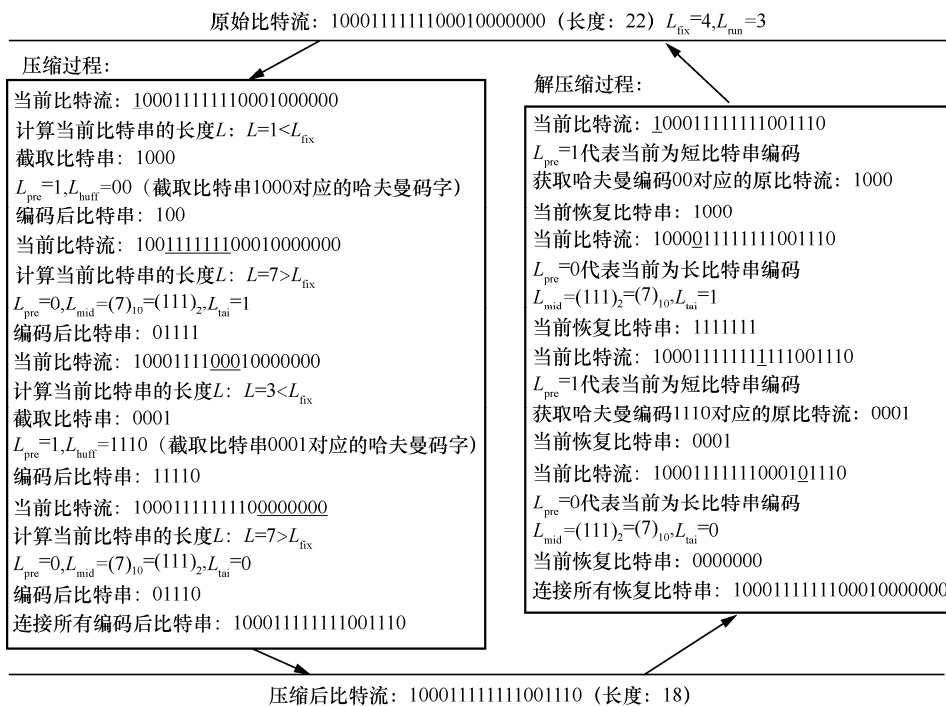 原始比特流：1000111111100010000000（长度：22）L_fix=4,L_run=3
压缩过程：
当前比特流：1000111111100010000000
计算当前比特串的长度L：L=1<L_fix
截取比特串：1000
L_pre=1,L_huff=00（截取比特串1000对应的哈夫曼码字）
编码后比特串：100
当前比特流：100111111100010000000
计算当前比特串的长度L：L=7>L_fix
L_pre=0,L_mid=(7)_10=(111)_2,L_tai=1
编码后比特串：01111
当前比特流：1000111100010000000
计算当前比特串的长度L：L=3<L_fix
截取比特串：0001
L_pre=1,L_huff=1110（截取比特串0001对应的哈夫曼码字）
编码后比特串：11110
当前比特流：10001111111100000000
计算当前比特串的长度L：L=7>L_fix
L_pre=0,L_mid=(7)_10=(111)_2,L_tai=0
编码后比特串：01110
连接所有编码后比特串：100011111111001110
解压缩过程：
当前比特流：100011111111001110
L_pre=1代表当前为短比特串编码
获取哈夫曼编码00对应的原比特流：1000
当前恢复比特串：1000
当前比特流：1000011111111001110
L_pre=0代表当前为长比特串编码
L_mid=(111)_2=(7)_10,L_tai=1
当前恢复比特串：1111111
当前比特流：100011111111111001110
L_pre=1代表当前为短比特串编码
获取哈夫曼编码1110对应的原比特流：0001
当前恢复比特串：0001
当前比特流：10001111111000101110
L_pre=0代表当前为长比特串编码
L_mid=(111)_2=(7)_10,L_tai=0
当前恢复比特串：0000000
连接所有恢复比特串：1000111111100010000000
压缩后比特流：100011111111001110（长度：18）